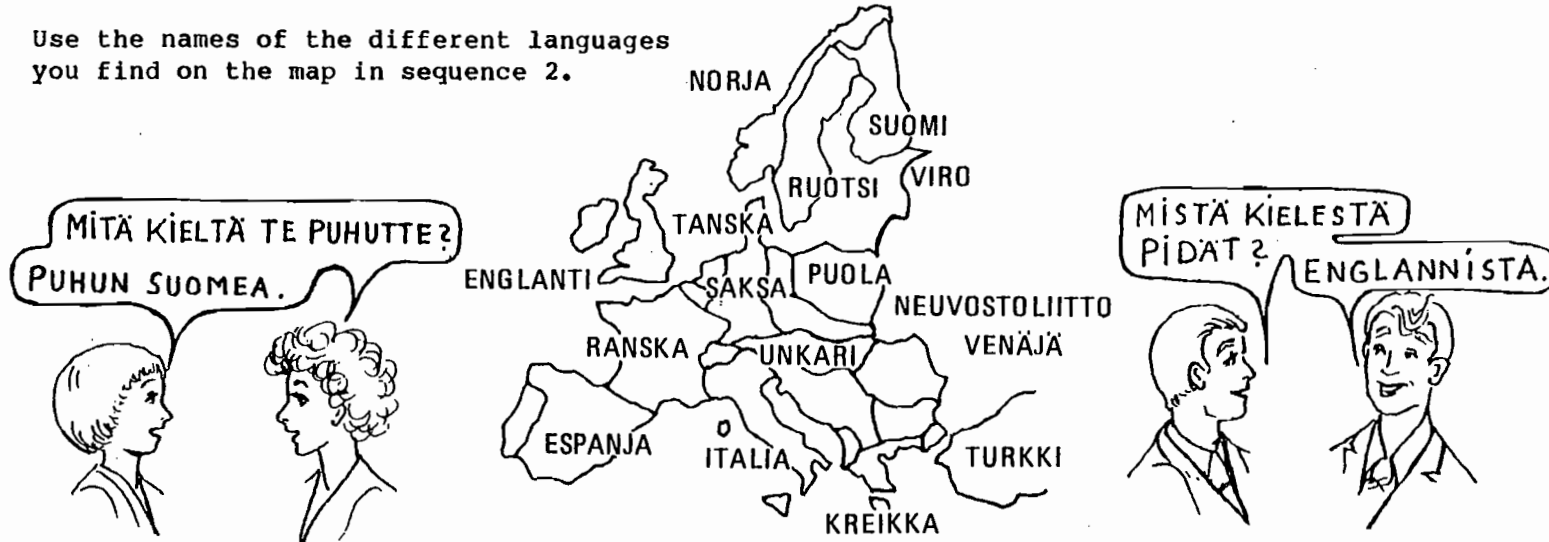 Use the names of the different languages
you find on the map in sequence 2.
MITÄ KIELTÄ TE PUHUTTE?
PUHUN SUOMEA.
NORJA
SUOMI
VIRO
RUOTSI
TANSKA
ENGLANTI
SAKSA
PUOLA
NEUVOSTOLIITTO
VENÄJÄ
RANSKA
UNKARI
ESPANJA
ITALIA
TURKKI
KREIKKA
MISTÄ KIELESTÄ
PIDÄT?
ENGLANNISTA.